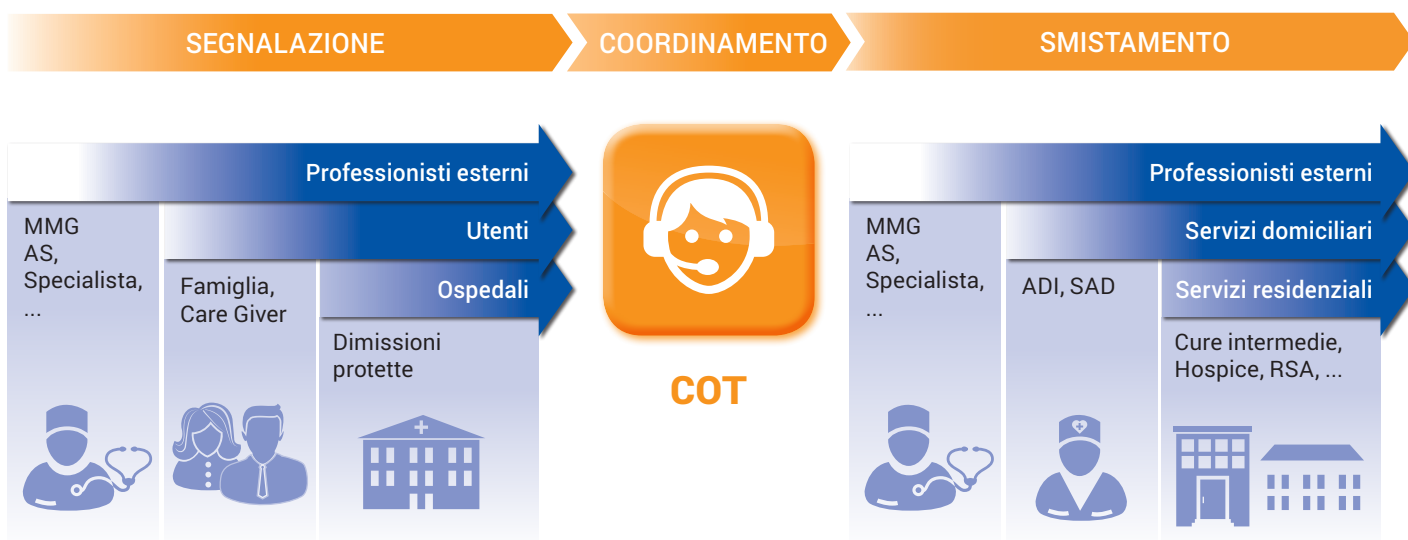 SEGNALAZIONE
COORDINAMENTO
SMISTAMENTO
Professionisti esterni
MMG
AS,
Specialista,
...
Utenti
Famiglia,
Care Giver
Ospedali
Dimissioni
protette
COT
Professionisti esterni
MMG
AS,
Specialista,
...
Servizi domiciliari
ADI, SAD
Servizi residenziali
Cure intermedie,
Hospice, RSA, ...